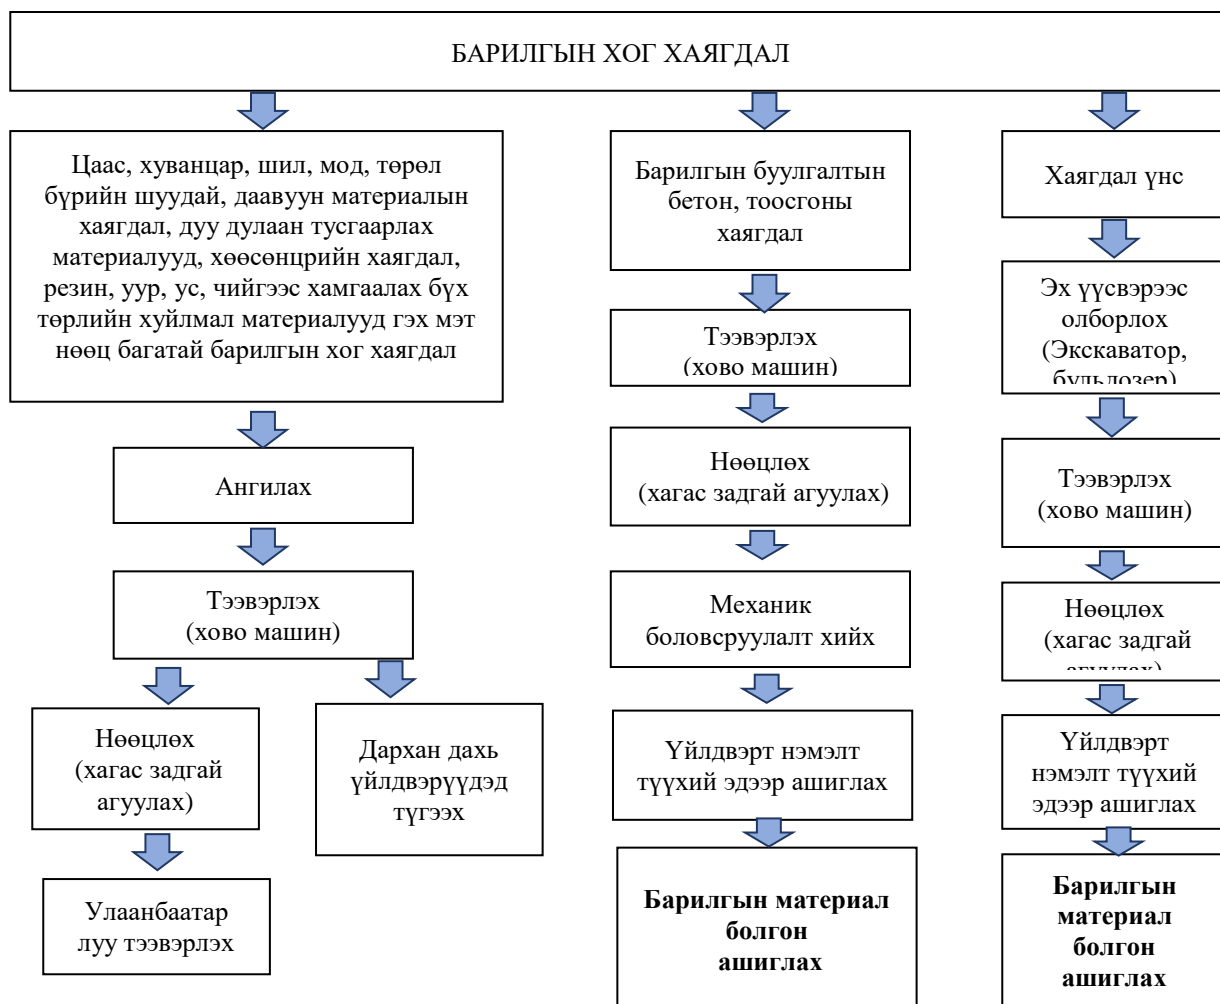 БАРИЛГЫН ХОГ ХАЯГДАЛ
Цаас, хуванцар, шил, мод, төрөл
бүрийн шуудай, даавуун материалын
хаягдал, дуу дулаан тусгаарлах
материалууд, хөөсөнцрийн хаягдал,
резин, уур, ус, чийгээс хамгаалах бүх
төрлийн хуйлмал материалууд гэх мэт
нөөц багатай барилгын хог хаягдал
Ангилах
Тээвэрлэх
(хово машин)
Нөөцлөх
(хагас задгай
агуулах)
Улаанбаатар
луу тээвэрлэх
Дархан дахь
үйлдвэрүүдэд
түгээх
Барилгын буулгалтын
бетон, тоосгоны
хаягдал
Тээвэрлэх
(хово машин)
Нөөцлөх
(хагас задгай агуулах)
Механик
боловсруулалт хийх
Үйлдвэрт нэмэлт
түүхий эдээр ашиглах
Барилгын материал
болгон
ашиглах
Хаягдал үнс
Эх үүсвэрээс
олборлох
(Экскаватор,
бульдозер)
Тээвэрлэх
(хово машин)
Нөөцлөх
(хагас задгай
агуулах)
Үйлдвэрт
нэмэлт түүхий
эдээр ашиглах
Барилгын
материал
болгон
ашиглах